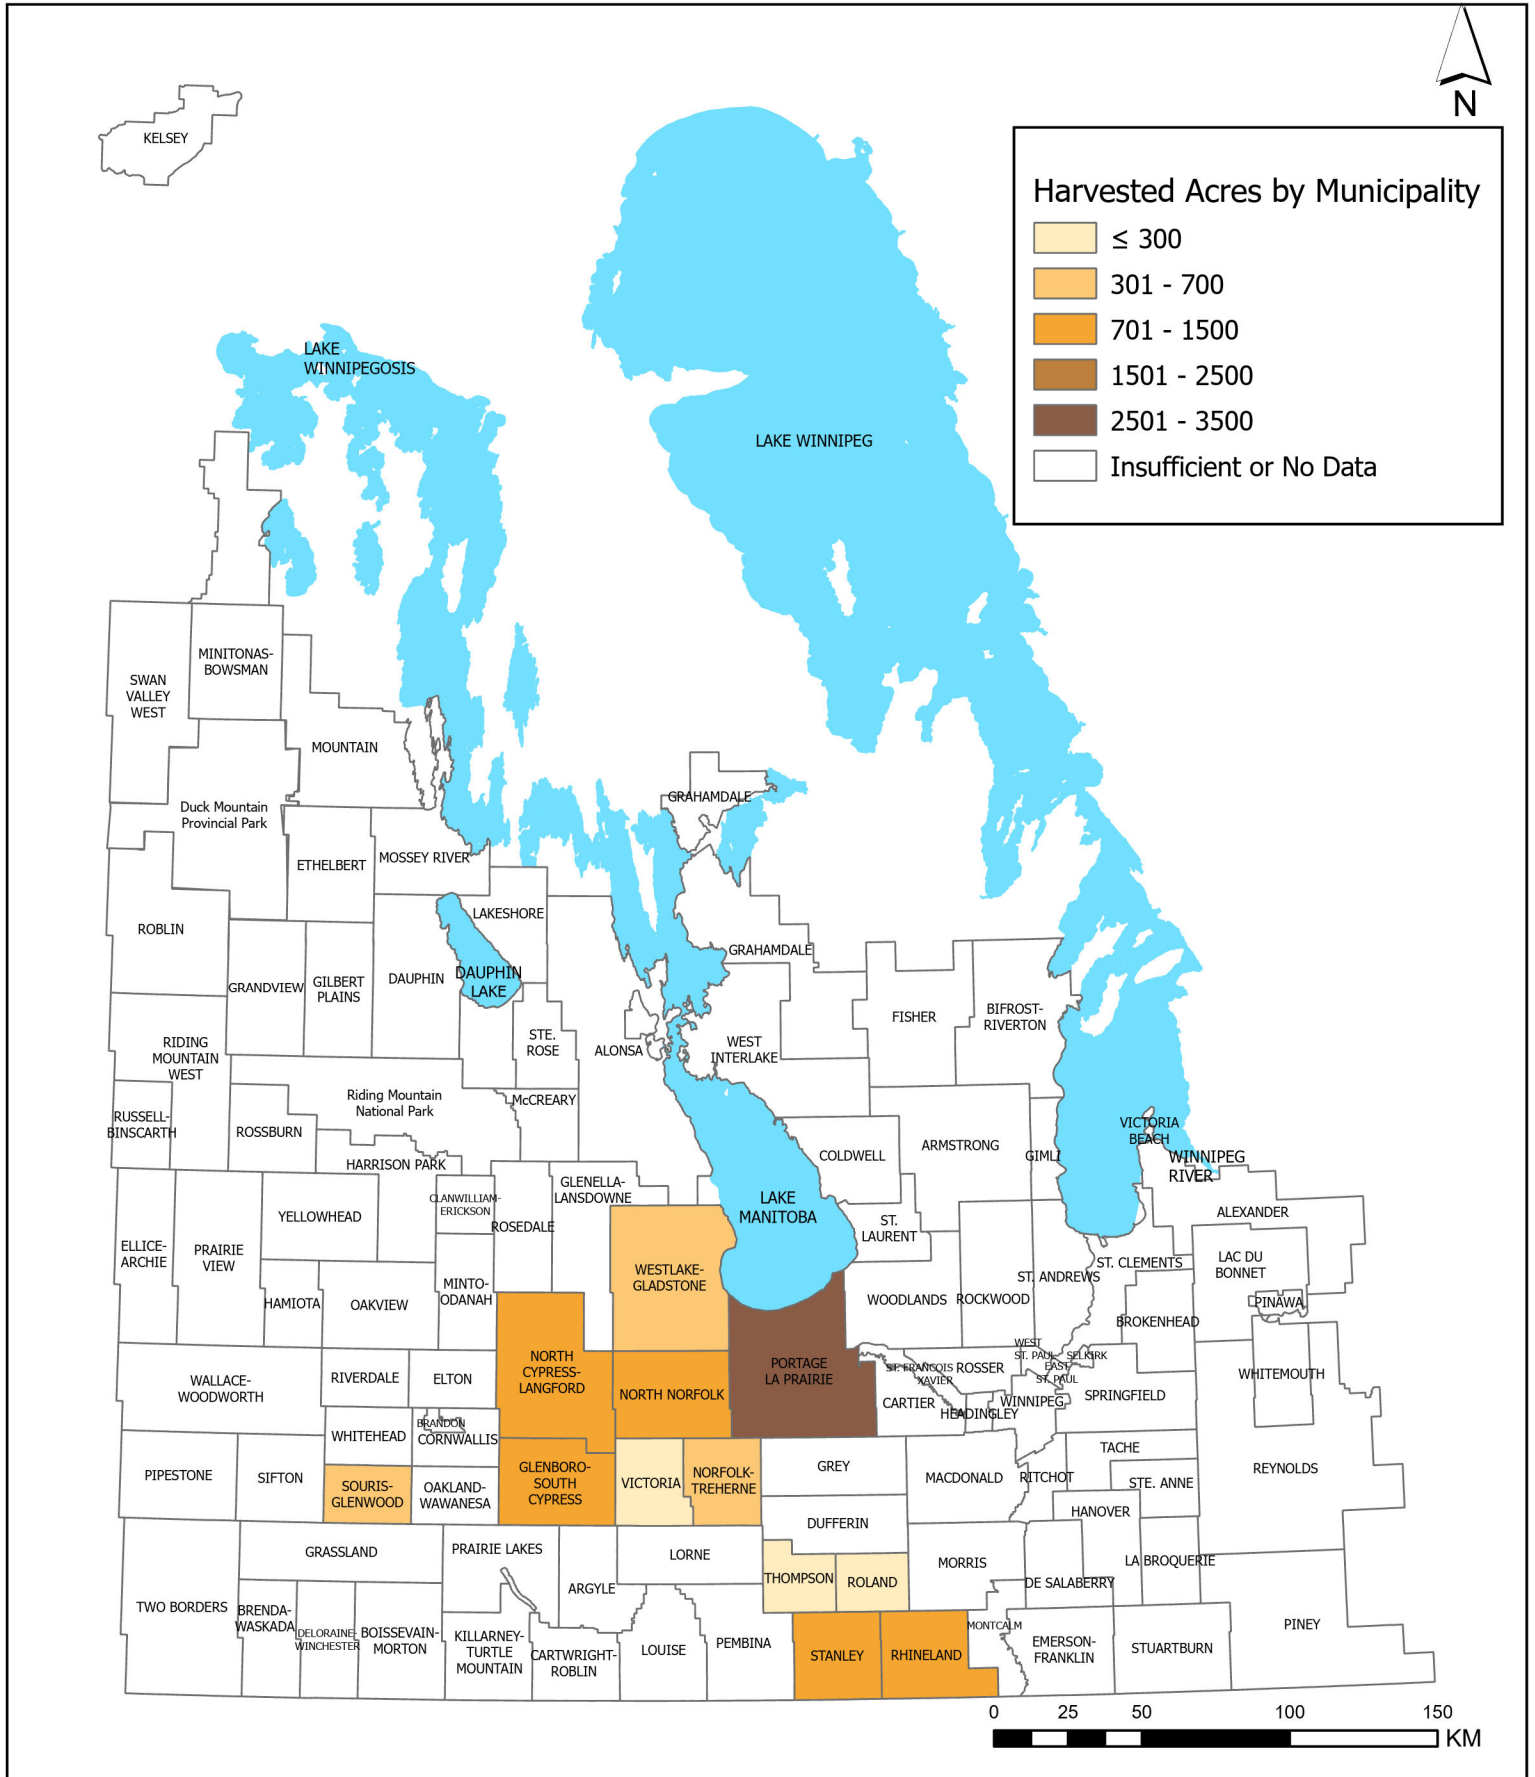 N
KELSEY
Harvested Acres by Municipality
≤ 300
301 - 700
701 - 1500
1501 - 2500
2501 - 3500
Insufficient or No Data
LAKE
WINNIPEGOSIS
LAKE WINNIPEG
MINITONAS-
BOWSMAN
SWAN
VALLEY
WEST
MOUNTAIN
GRAHAMDALE
Duck Mountain
Provincial Park
ETHELBERT
MOSSEY RIVER
ROBLIN
LAKESHORE
GRAHAMDALE
GRANDVIEW
GILBERT
PLAINS
DAUPHIN
DAUPHIN
LAKE
FISHER
BIFROST-
RIVERTON
RIDING
MOUNTAIN
WEST
STE.
ROSE
ALONSA
WEST
INTERLAKE
Riding Mountain
National Park
McCREARY
RUSSELL-
BINSCARTH
ROSSBURN
VICTORIA
BEACH
ARMSTRONG
GIMLI
COLDWELL
WINNIPEG
RIVER
HARRISON PARK
GLENELLA-
LANSDOWNE
CLANWILLIAM-
ERICKSON
YELLOWHEAD
ROSEDALE
LAKE
MANITOBA
ST.
LAURENT
ALEXANDER
ELLICE-
ARCHIE
PRAIRIE
VIEW
WESTLAKE-
GLADSTONE
ST. ANDREWS
ST. CLEMENTS
LAC DU
BONNET
HAMIOTA
OAKVIEW
MINTO-
ODANAH
WOODLANDS
ROCKWOOD
PINAWA
BROKENHEAD
NORTH
CYPRESS-
LANGFORD
PORTAGE
LA PRAIRIE
WEST
ST. PAUL
SELKIRK
EAST
ST. PAUL
ST. FRANCOIS
XAVIER
ROSSER
WHITEMOUTH
WALLACE-
WOODWORTH
RIVERDALE
ELTON
NORTH NORFOLK
CARTIER
HEADINGLEY
WINNIPEG
SPRINGFIELD
WHITEHEAD
BRANDON
CORNWALLIS
PIPESTONE
SIFTON
SOURIS-
GLENWOOD
OAKLAND-
WAWANESA
GLENBORO-
SOUTH
CYPRESS
VICTORIA
NORFOLK-
TREHERNE
GREY
MACDONALD
RITCHOT
TACHE
STE. ANNE
REYNOLDS
HANOVER
DUFFERIN
GRASSLAND
PRAIRIE LAKES
LORNE
MORRIS
LA BROQUERIE
ARGYLE
THOMPSON
ROLAND
DE SALABERRY
TWO BORDERS
BRENDA-
WASKADA
DELORAINE-
WINCHESTER
BOISSEVAIN-
MORTON
KILLARNEY-
TURTLE
MOUNTAIN
CARTWRIGHT-
ROBLIN
LOUISE
PEMBINA
STANLEY
RHINELAND
MONTCALM
EMERSON-
FRANKLIN
STUARTBURN
PINEY
0 25 50 100 150
KM